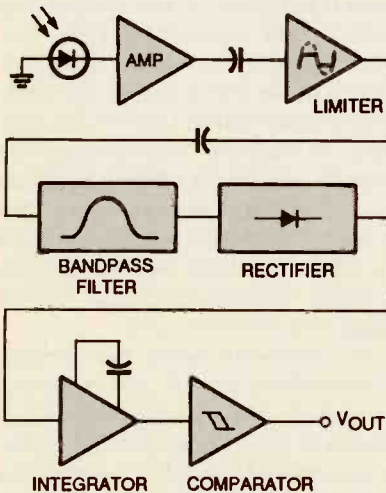 AMP
LIMITER
BANDPASS
FILTER
RECTIFIER
VOUT
INTEGRATOR
COMPARATOR